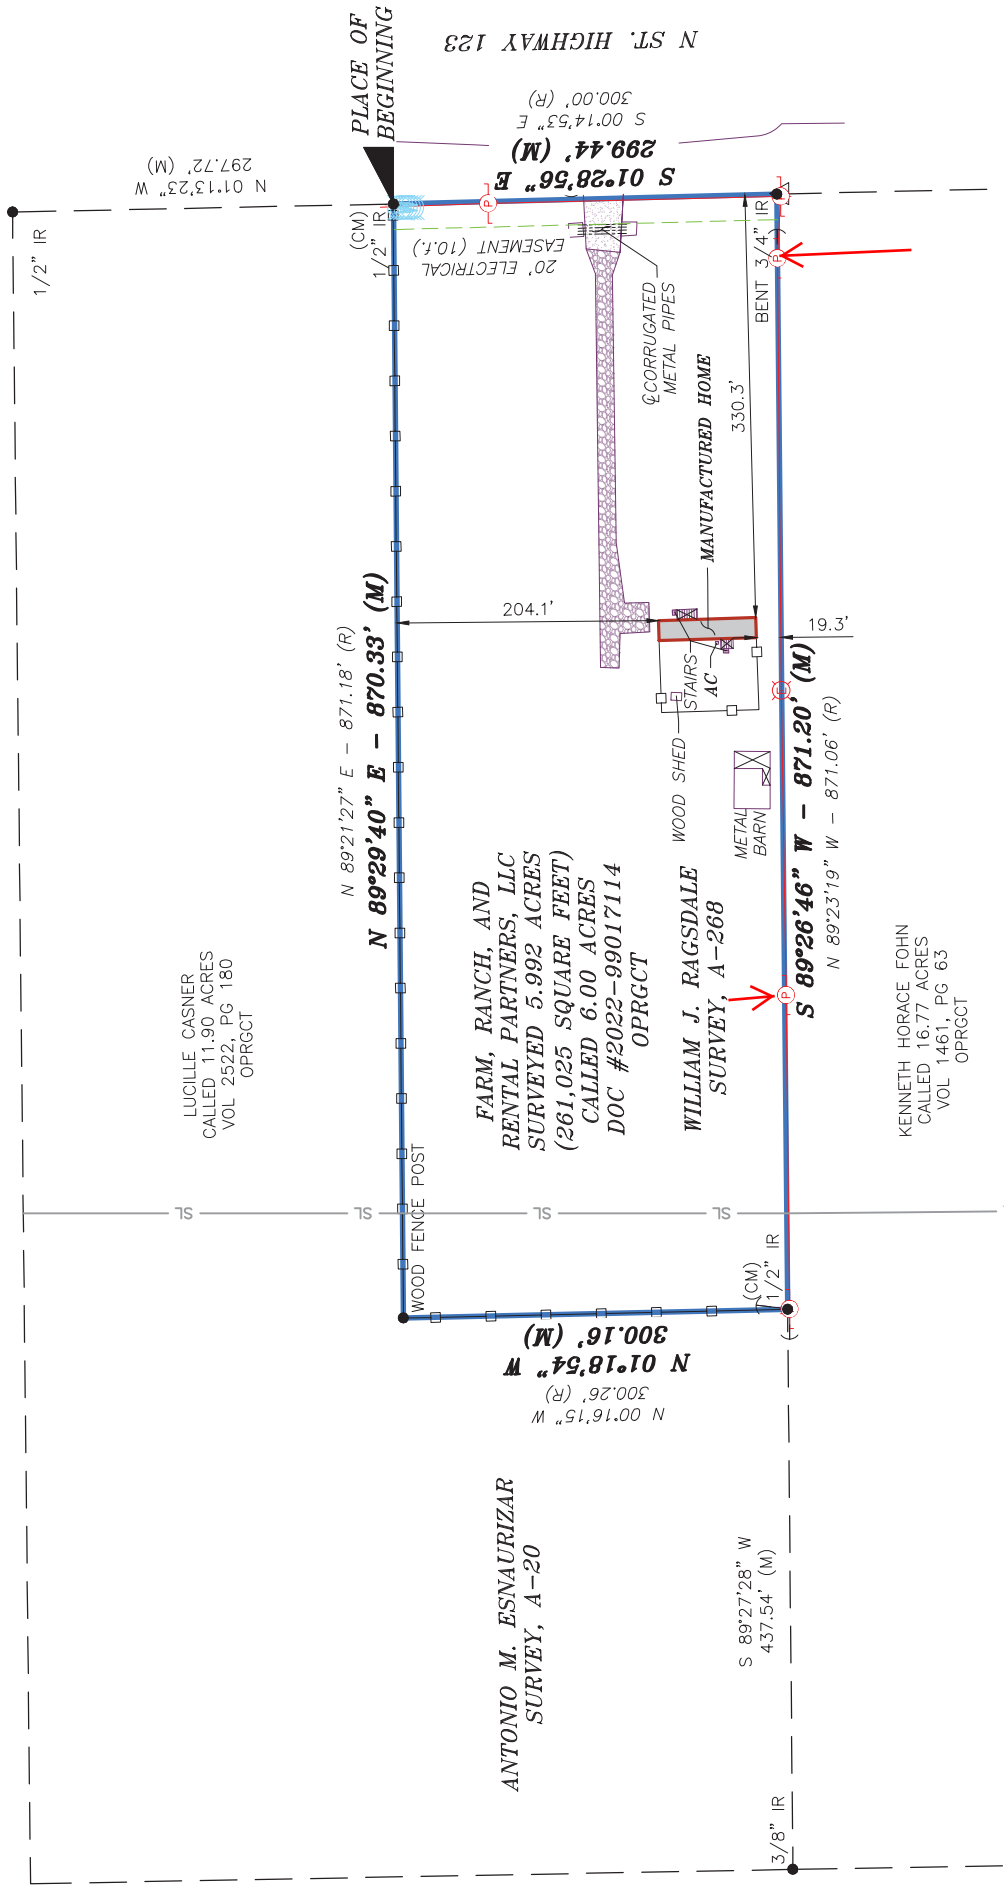 N ST. HIGHWAY 123
PLACE OF
BEGINNING
S 00°14'53" E
300.00' (R)
S 01°28'56" E
299.44' (M)
N 01°13'23" W
297.72' (M)
1/2" IR
(CM)
1/2" IR
20' ELECTRICAL
EASEMENT (10.f.)
BENT 3/4" IR
P
P
℄CORRUGATED
METAL PIPES
MANUFACTURED HOME
330.3'
204.1'
19.3'
STAIRS
AC
WOOD SHED
E
METAL
BARN
N 89°21'27" E - 871.18' (R)
N 89°29'40" E - 870.33' (M)
S 89°26'46" W - 871.20' (M)
N 89°23'19" W - 871.06' (R)
P
LUCILLE CASNER
CALLED 11.90 ACRES
VOL 2522, PG 180
OPRGCT
FARM, RANCH, AND
RENTAL PARTNERS, LLC
SURVEYED 5.992 ACRES
(261,025 SQUARE FEET)
CALLED 6.00 ACRES
DOC #2022-99017114
OPRGCT
WILLIAM J. RAGSDALE
SURVEY, A-268
KENNETH HORACE FOHN
CALLED 16.77 ACRES
VOL 1461, PG 63
OPRGCT
SL
SL
SL
SL
WOOD FENCE POST
(CM)
1/2" IR
N 01°18'54" W
300.16' (M)
N 00°16'15" W
300.26' (R)
ANTONIO M. ESNAURIZAR
SURVEY, A-20
S 89°27'28" W
437.54' (M)
3/8" IR